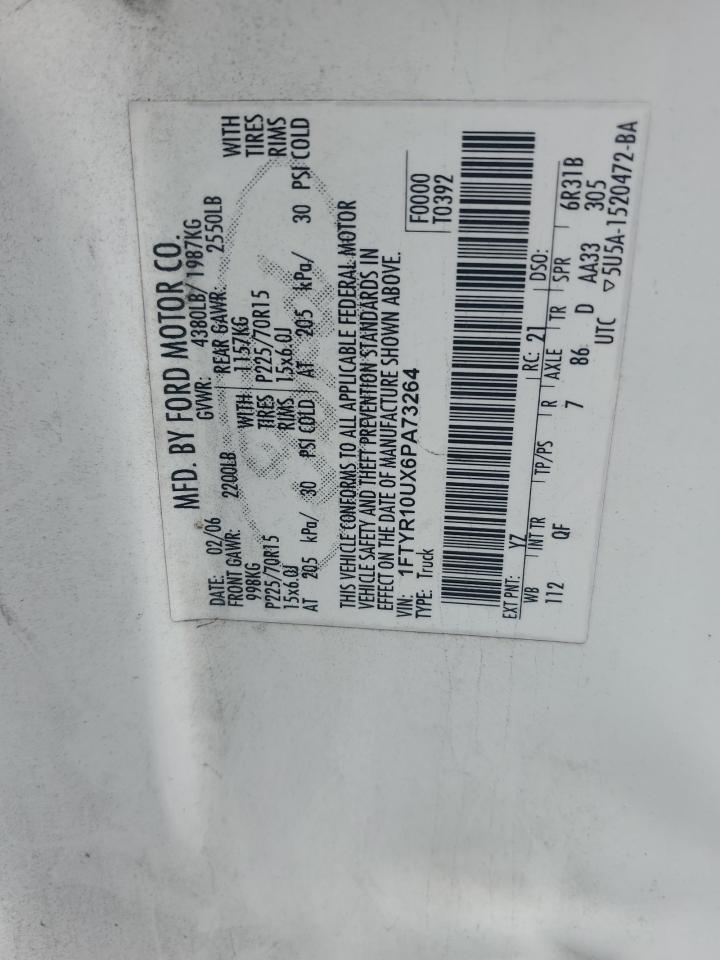 MFD. BY FORD MOTOR CO.
DATE: 02/06 GVWR: 4380LB/ 1987KG
FRONT GAWR: 2200LB REAR GAWR: 2550LB
998KG WITH 1157KG WITH
P225/70R15 TIRES P225/70R15 TIRES
15x6.0J RIMS 15x6.0J RIMS
AT 205 kPa/ 30 PSI COLD AT 205 kPa/ 30 PSI COLD
THIS VEHICLE CONFORMS TO ALL APPLICABLE FEDERAL MOTOR
VEHICLE SAFETY AND THEFT PREVENTION STANDARDS IN
EFFECT ON THE DATE OF MANUFACTURE SHOWN ABOVE.
VIN: 1FTYR10UX6PA73264 F0000
TYPE: Truck T0392
EXT PNT: YZ RC: 21 DSO:
WB INT TR TP/PS R AXLE TR SPR 6R31B
112 QF 7 86 D AA33 305
UTC ▽5U5A-1520472-BA